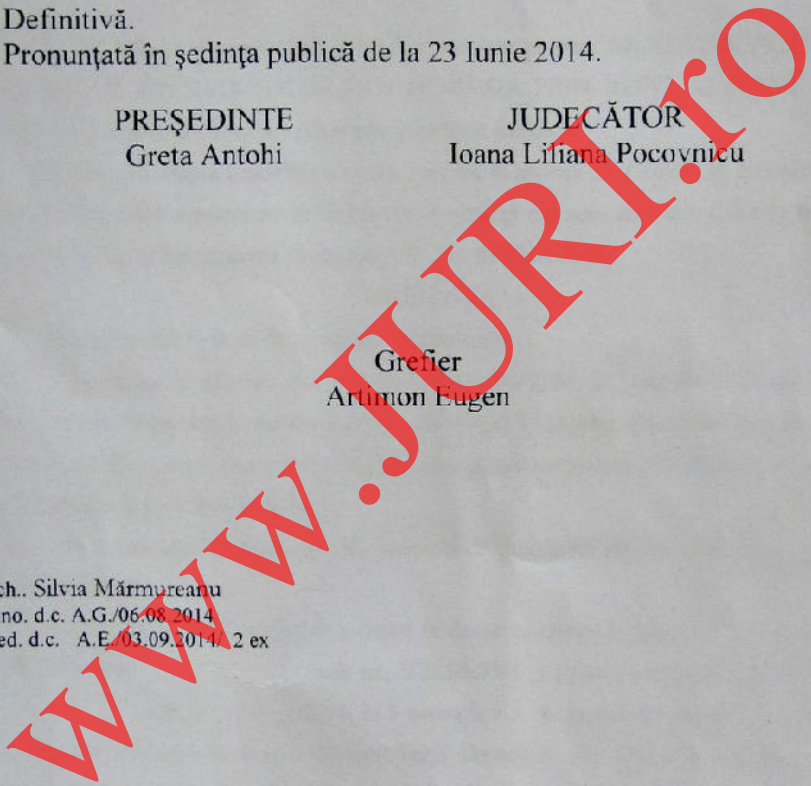 Definitivă.
Pronunţată în şedinţa publică de la 23 Iunie 2014.
PREŞEDINTE
JUDECĂTOR
Greta Antohi
Ioana Liliana Pocovnicu
Grefier
Artimon Eugen
www.JURI.ro
ch.. Silvia Mărmureanu
no. d.c. A.G./06.08.2014
ed. d.c. A.E./03.09.2014/ 2 ex